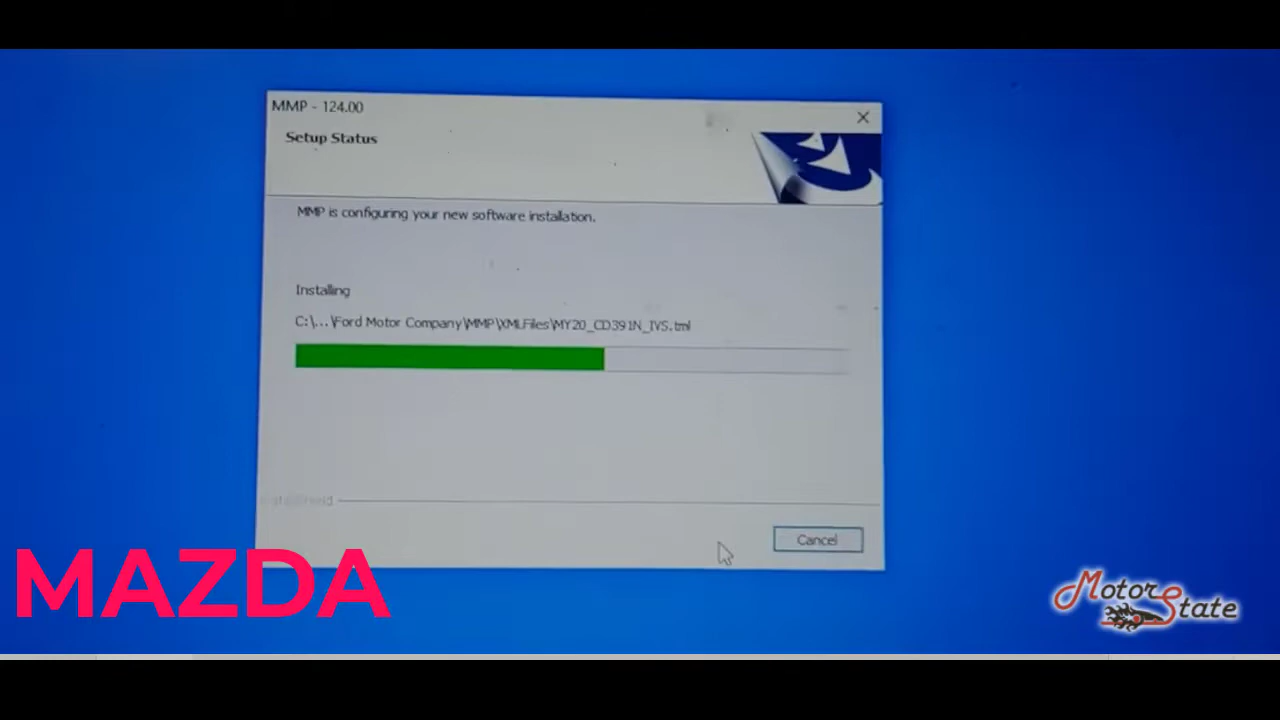 MMP - 124.00
Setup Status
MMP is configuring your new software installation.
Installing
C:\...\Ford Motor Company\MMP\XMLFiles\MY20_CD391N_IVS.tml
Cancel
MAZDA
Motor
State